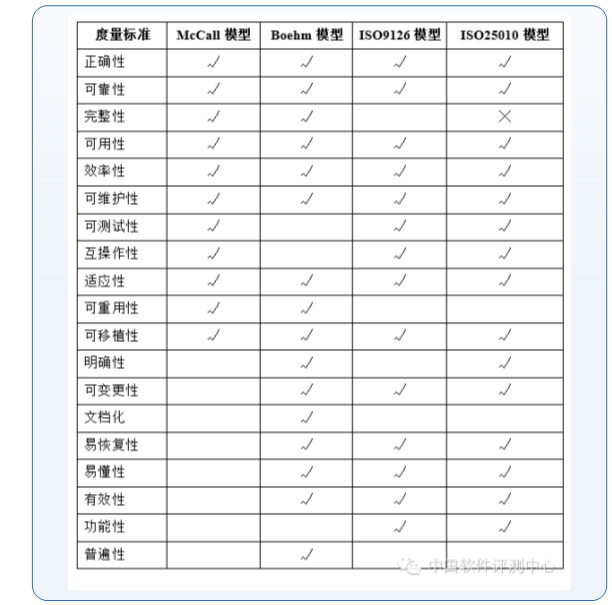 度量标准 McCall 模型 Boehm 模型 ISO9126 模型 ISO25010 模型
正确性 √ √ √ √
可靠性 √ √ √ √
完整性 √ √ ×
可用性 √ √ √ √
效率性 √ √ √ √
可维护性 √ √ √ √
可测试性 √ √ √
互操作性 √ √ √
适应性 √ √ √ √
可重用性 √ √
可移植性 √ √ √ √
明确性 √ √
可变更性 √ √ √
文档化 √
易恢复性 √ √ √
易懂性 √ √ √
有效性 √ √ √
功能性 √ √
普遍性 √
中国软件评测中心